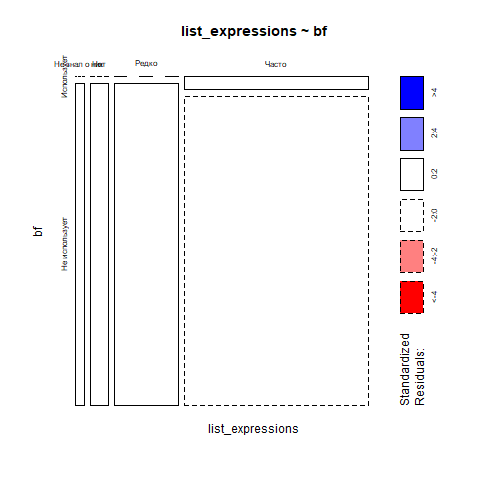 list_expressions ~ bf
Нет
Редко
Часто
Использует
Не использует
bf
list_expressions
>4
2:4
0:2
-2:0
-4:-2
<-4
Standardized
Residuals: